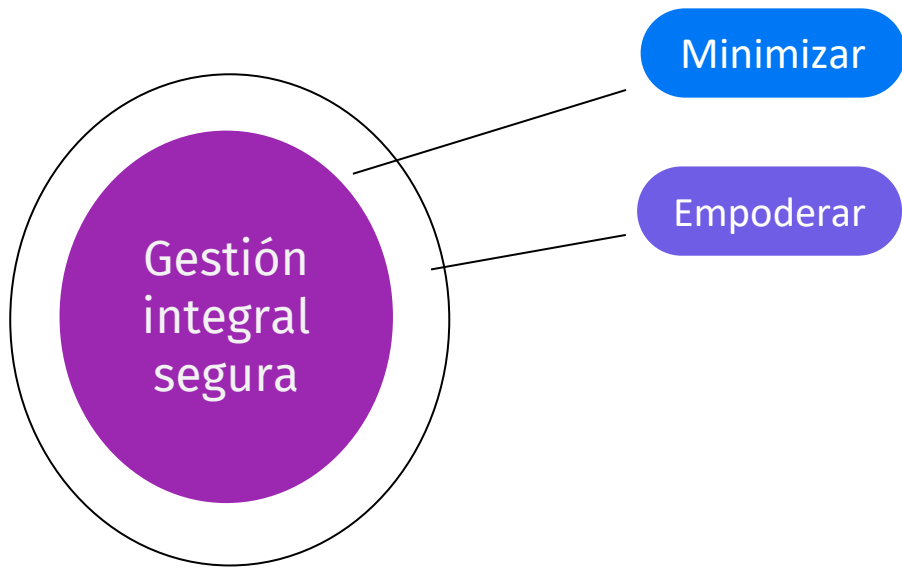 Minimizar
Empoderar
Gestión
integral
segura